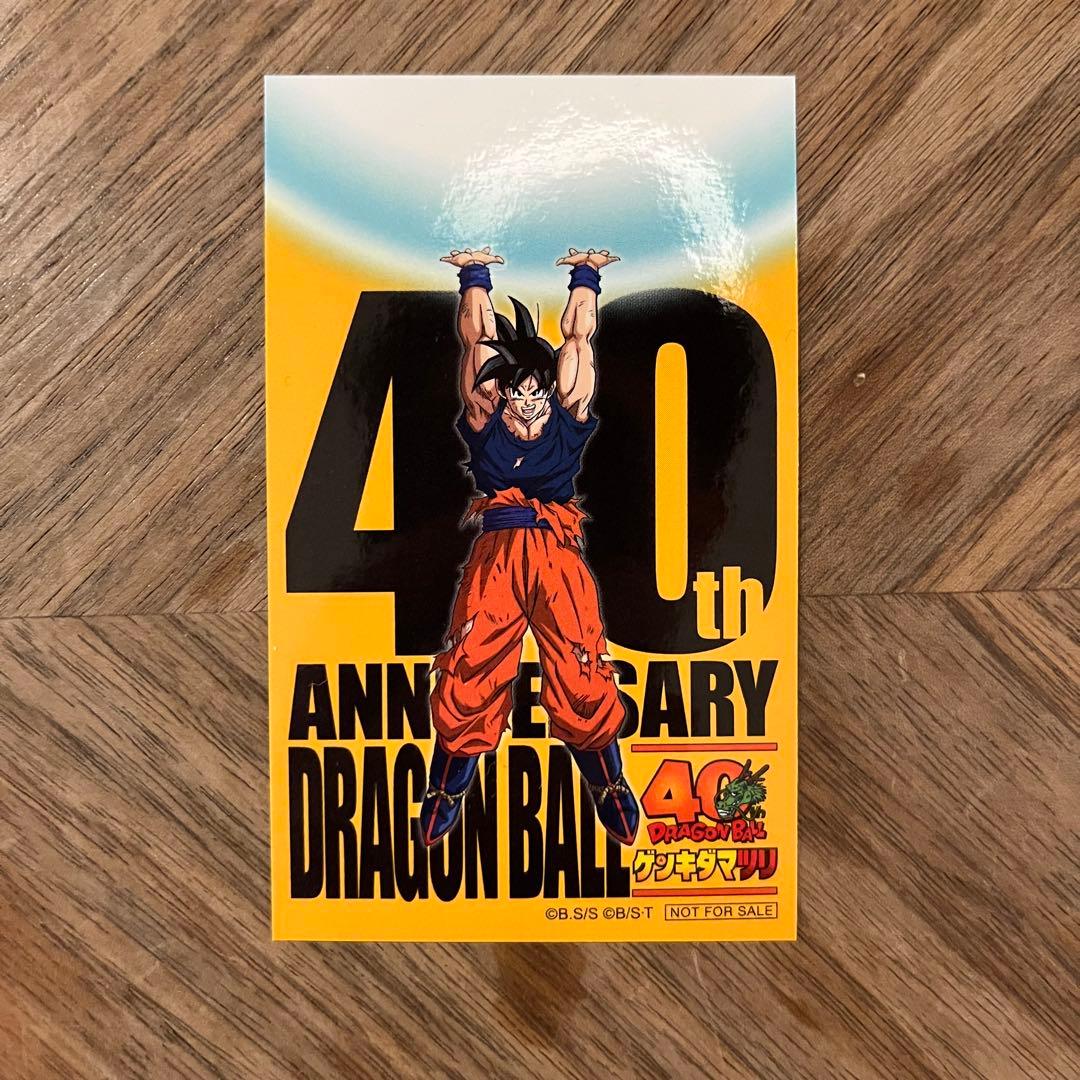 40th
ANNIVERSARY
DRAGON BALL
40th
DRAGON BALL
ゲンキダマツリ
©B.S/S ©B/S·T NOT FOR SALE